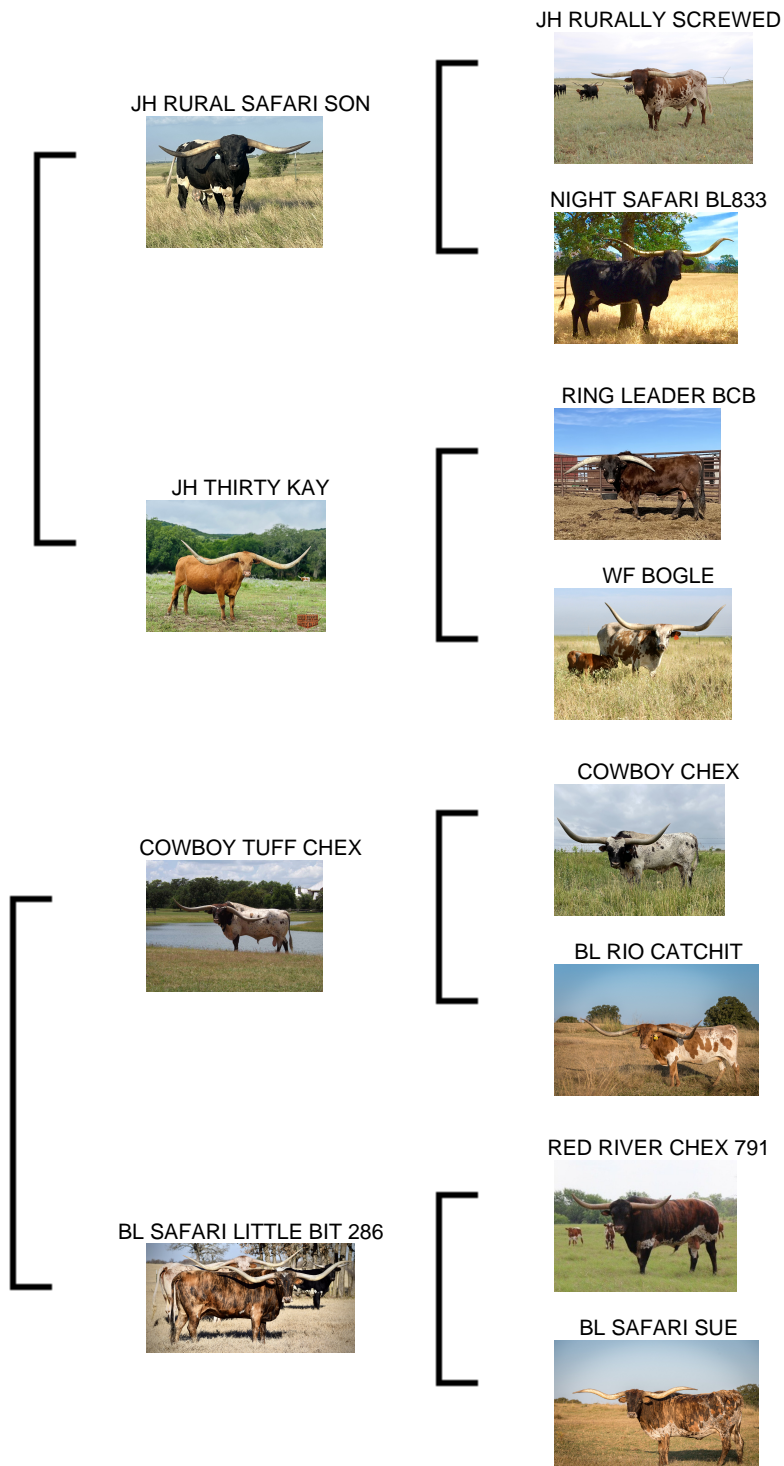 JH RURALLY SCREWED
JH RURAL SAFARI SON
NIGHT SAFARI BL833
RING LEADER BCB
JH THIRTY KAY
WF BOGLE
COWBOY CHEX
COWBOY TUFF CHEX
BL RIO CATCHIT
RED RIVER CHEX 791
BL SAFARI LITTLE BIT 286
BL SAFARI SUE